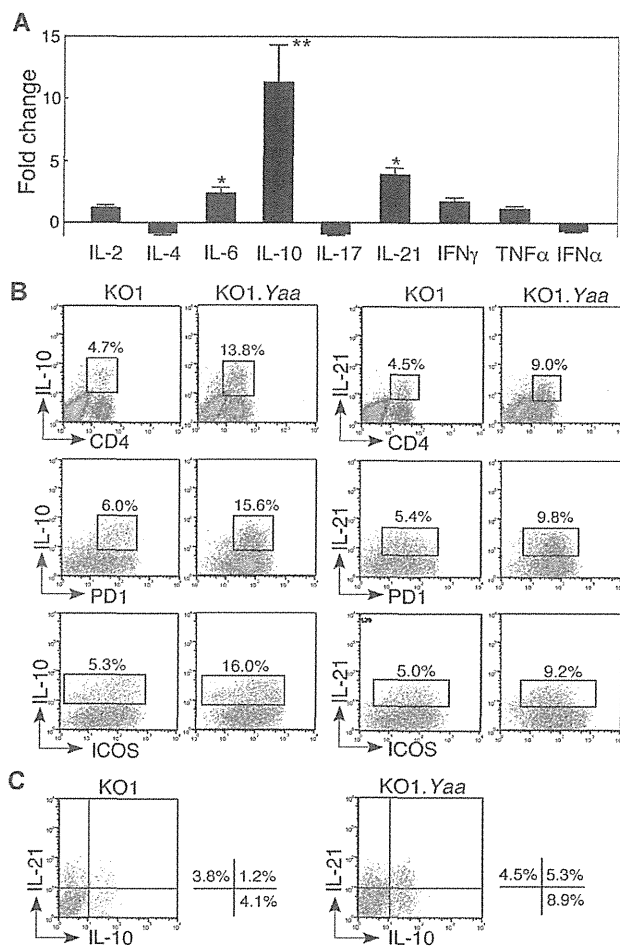 A
Fold change
15
10
5
0
**
*
*
IL-2 IL-4 IL-6 IL-10 IL-17 IL-21 IFNγ TNFα IFNα
B
KO1 KO1.Yaa KO1 KO1.Yaa
IL-10 4.7% 13.8% IL-21 4.5% 9.0%
CD4 CD4
IL-10 6.0% 15.6% IL-21 5.4% 9.8%
PD1 PD1
IL-10 5.3% 16.0% IL-21 5.0% 9.2%
ICOS ICOS
C
KO1 KO1.Yaa
IL-21 3.8% 1.2% IL-21 4.5% 5.3%
4.1% 8.9%
IL-10 IL-10